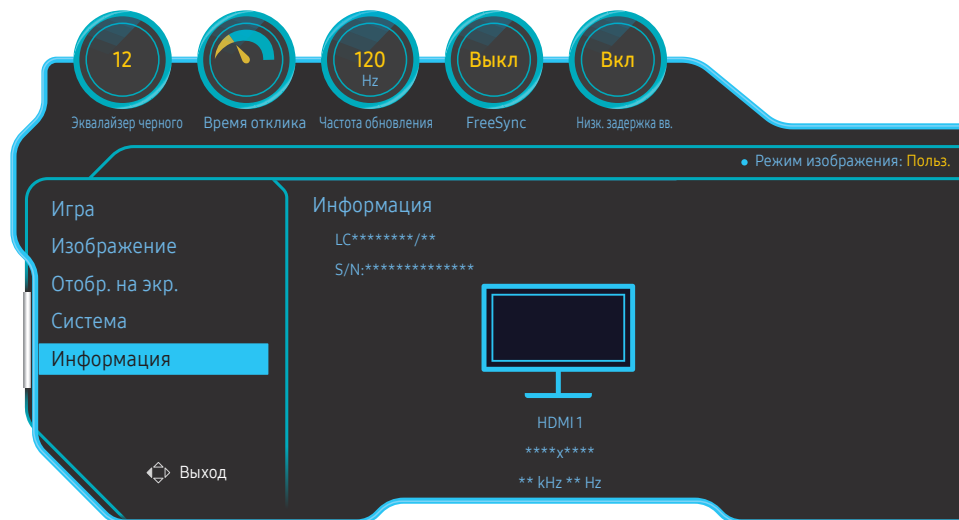 12
120
Hz
Выкл
Вкл
Эквалайзер черного
Время отклика
Частота обновления
FreeSync
Низк. задержка вв.
Режим изображения: Польз.
Игра
Изображение
Отобр. на экр.
Система
Информация
Выход
Информация
LC********/**
S/N:**************
HDMI 1
****x****
** kHz ** Hz